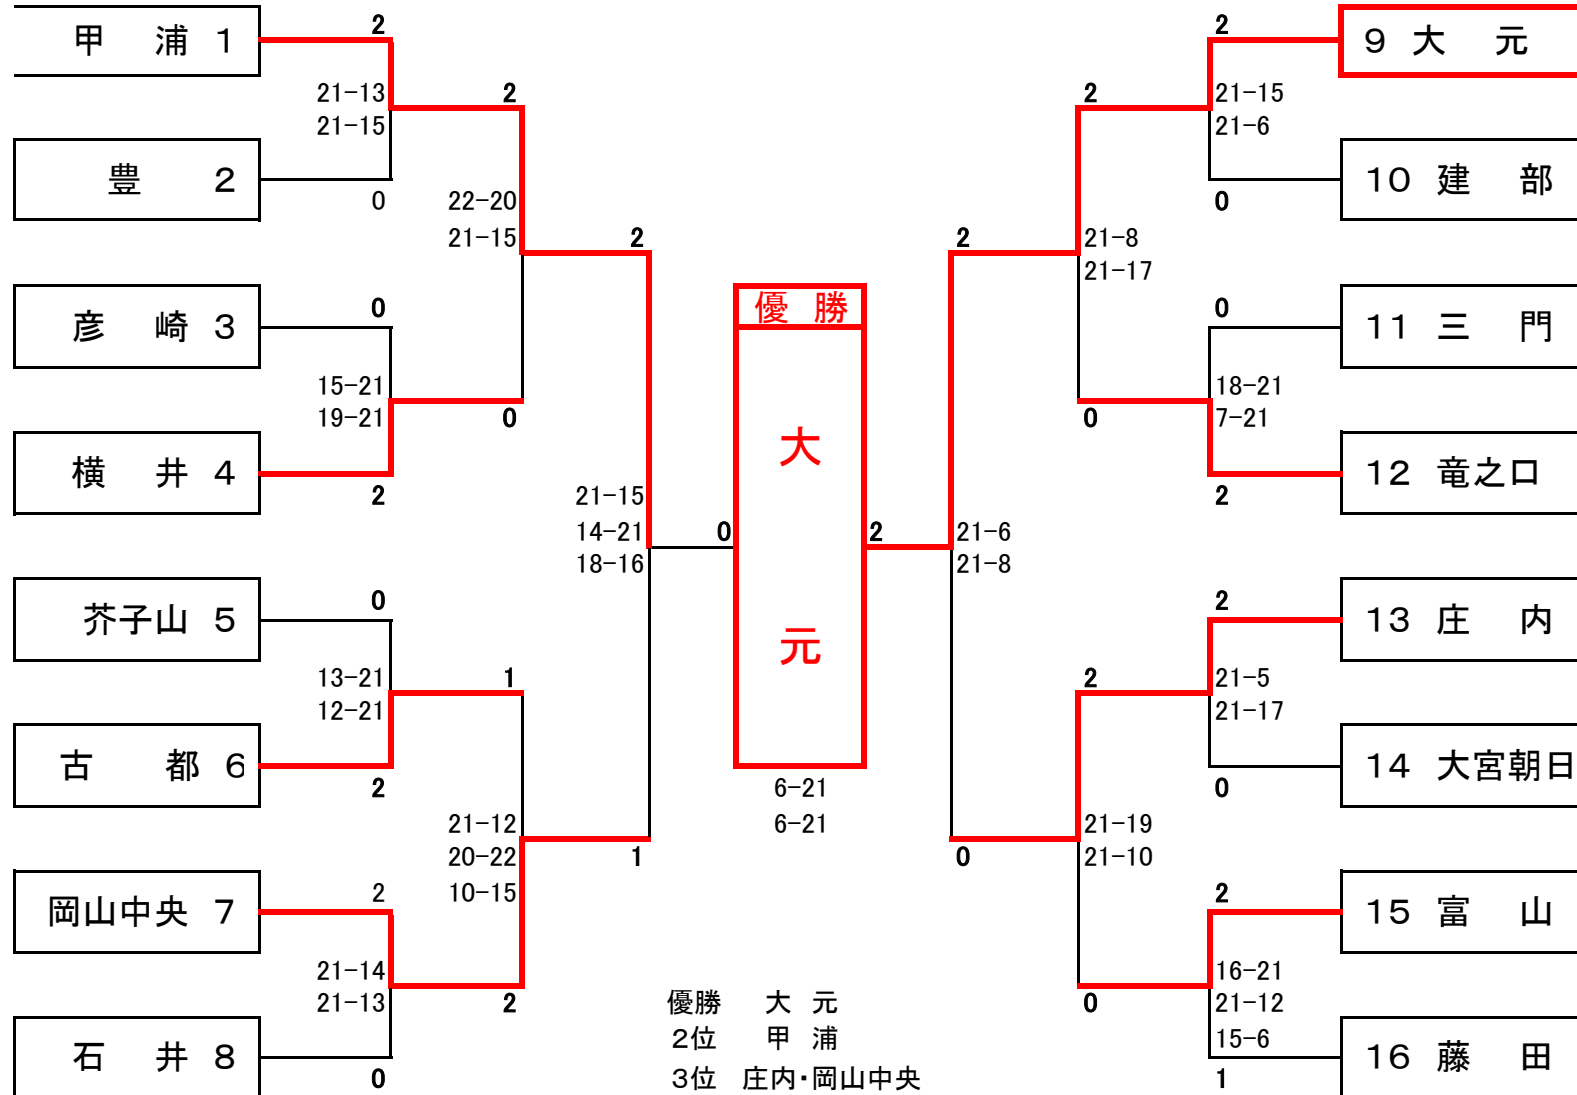 甲 浦 1
2
21-13
21-15
豊 2
0
2
22-20
21-15
彦 崎 3
0
15-21
19-21
横 井 4
2
0
2
芥子山 5
0
13-21
12-21
古 都 6
2
1
21-12
20-22
10-15
岡山中央 7
2
21-14
21-13
石 井 8
0
2
1
21-15
14-21
18-16
0
優 勝
大
元
6-21
6-21
2
9 大 元
2
21-15
21-6
10 建 部
0
2
21-8
21-17
11 三 門
0
18-21
7-21
12 竜之口
2
0
2
21-6
21-8
13 庄 内
2
21-5
21-17
14 大宮朝日
0
2
21-19
21-10
15 富 山
2
16-21
21-12
15-6
16 藤 田
1
0
0
優勝 大 元
2位 甲 浦
3位 庄内・岡山中央